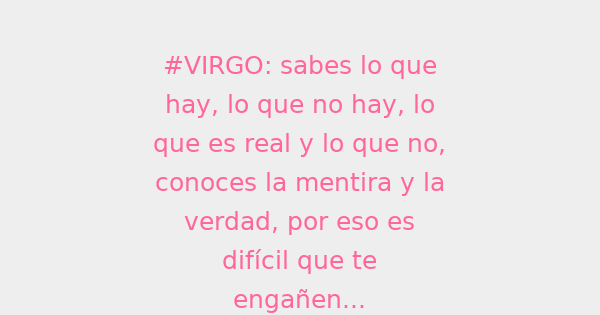 #VIRGO: sabes lo que
hay, lo que no hay, lo
que es real y lo que no,
conoces la mentira y la
verdad, por eso es
difícil que te
engañen...